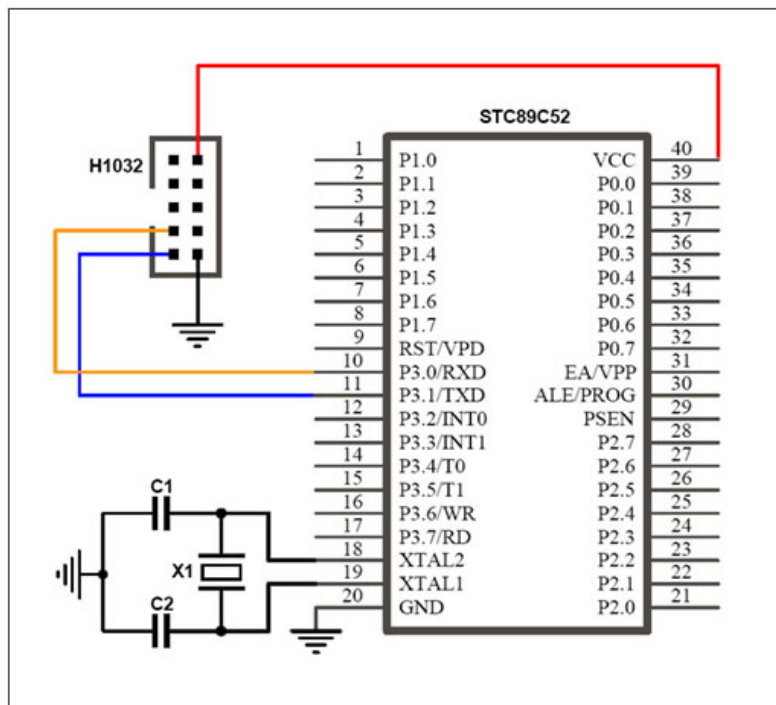 STC89C52
H1032
1 P1.0 VCC 40
2 P1.1 P0.0 39
3 P1.2 P0.1 38
4 P1.3 P0.2 37
5 P1.4 P0.3 36
6 P1.5 P0.4 35
7 P1.6 P0.5 34
8 P1.7 P0.6 33
9 RST/VPD P0.7 32
10 P3.0/RXD EA/VPP 31
11 P3.1/TXD ALE/PROG 30
12 P3.2/INT0 PSEN 29
13 P3.3/INT1 P2.7 28
14 P3.4/T0 P2.6 27
15 P3.5/T1 P2.5 26
16 P3.6/WR P2.4 25
17 P3.7/RD P2.3 24
18 XTAL2 P2.2 23
19 XTAL1 P2.1 22
20 GND P2.0 21
C1
X1
C2